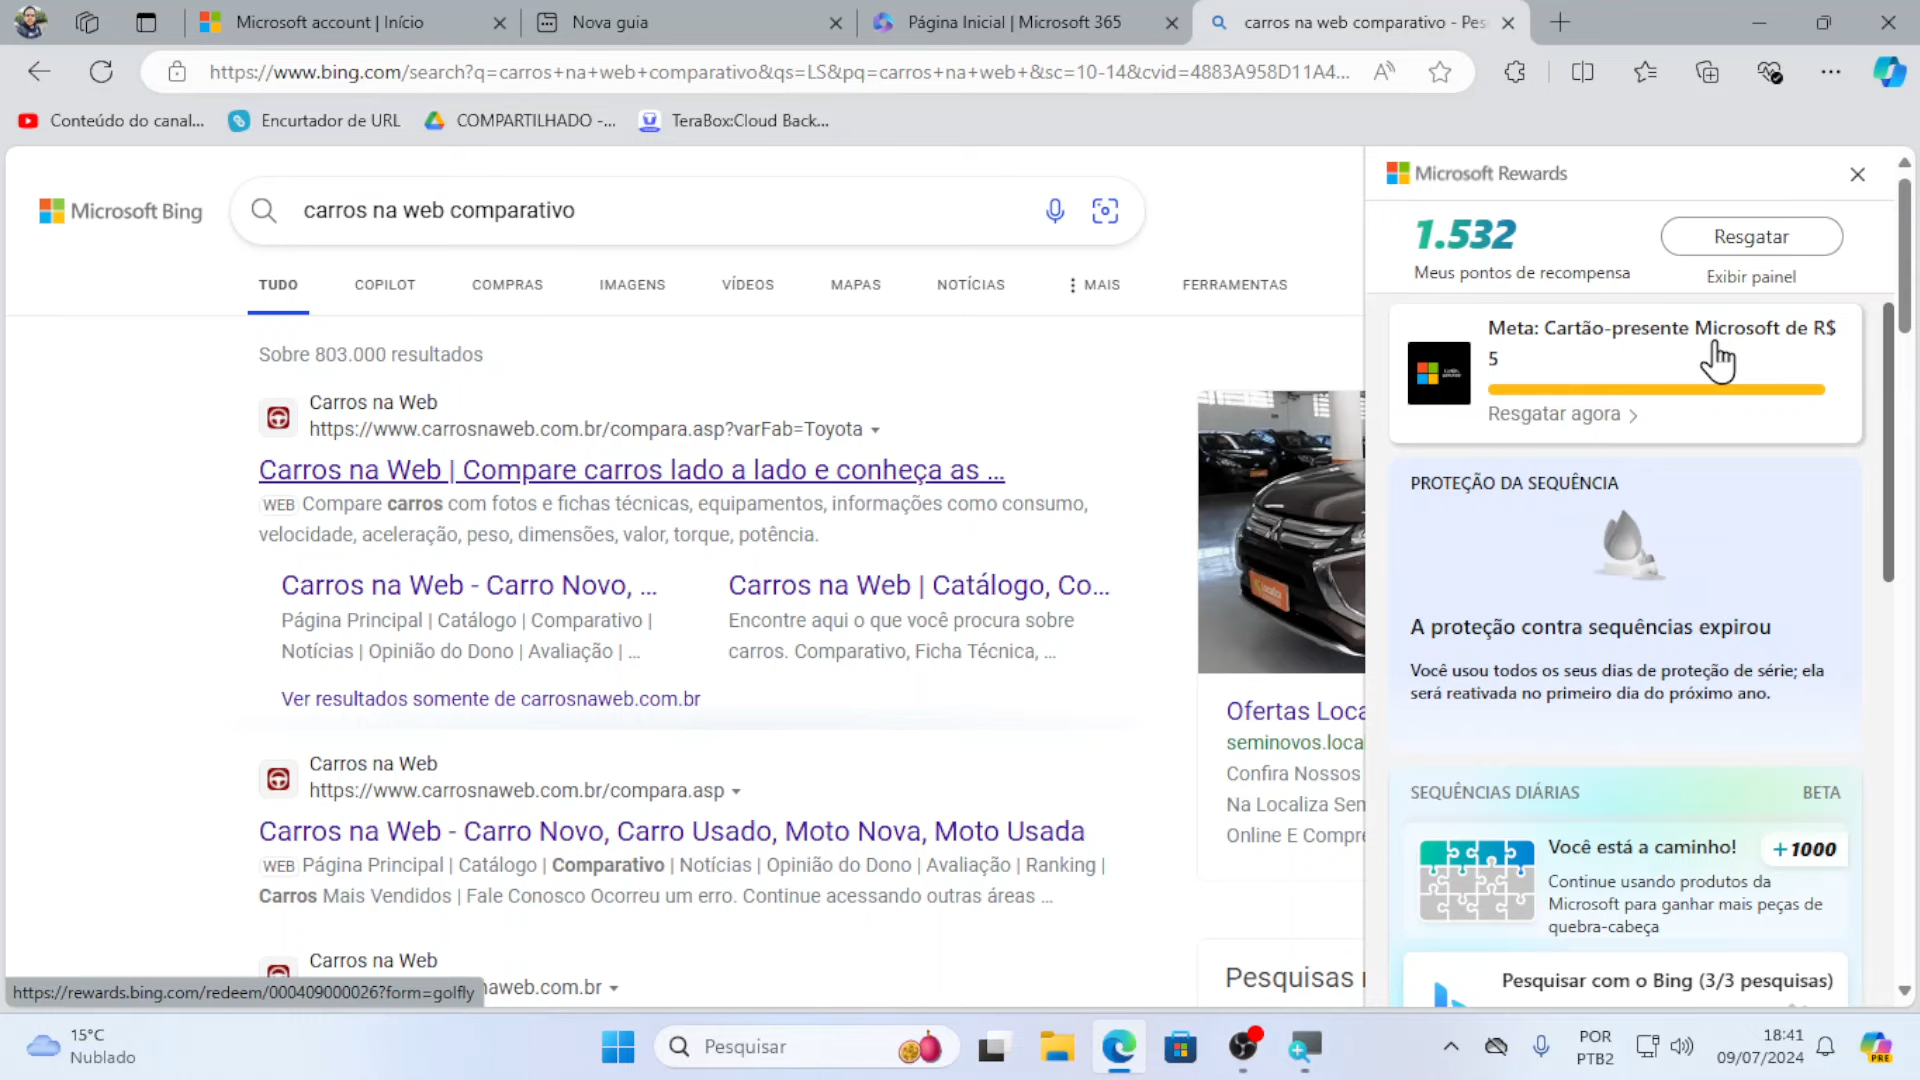 Microsoft account | Início
Nova guia
Página Inicial | Microsoft 365
carros na web comparativo - Pes
https://www.bing.com/search?q=carros+na+web+comparativo&qs=LS&pq=carros+na+web+&sc=10-14&cvid=4883A958D11A4...
Conteúdo do canal...
Encurtador de URL
COMPARTILHADO -...
TeraBox:Cloud Back...
Microsoft Bing
carros na web comparativo
TUDO
COPILOT
COMPRAS
IMAGENS
VÍDEOS
MAPAS
NOTÍCIAS
MAIS
FERRAMENTAS
Sobre 803.000 resultados
Carros na Web
https://www.carrosnaweb.com.br/compara.asp?varFab=Toyota
Carros na Web | Compare carros lado a lado e conheça as ...
WEB Compare carros com fotos e fichas técnicas, equipamentos, informações como consumo,
velocidade, aceleração, peso, dimensões, valor, torque, potência.
Carros na Web - Carro Novo, ...
Página Principal | Catálogo | Comparativo |
Notícias | Opinião do Dono | Avaliação | ...
Carros na Web | Catálogo, Co...
Encontre aqui o que você procura sobre
carros. Comparativo, Ficha Técnica, ...
Ver resultados somente de carrosnaweb.com.br
Carros na Web
https://www.carrosnaweb.com.br/compara.asp
Carros na Web - Carro Novo, Carro Usado, Moto Nova, Moto Usada
WEB Página Principal | Catálogo | Comparativo | Notícias | Opinião do Dono | Avaliação | Ranking |
Carros Mais Vendidos | Fale Conosco Ocorreu um erro. Continue acessando outras áreas ...
Carros na Web
naweb.com.br
https://rewards.bing.com/redeem/000409000026?form=golfly
Ofertas Loca
seminovos.loca
Confira Nossos
Na Localiza Sem
Online E Compre
Pesquisas
Microsoft Rewards
1.532
Meus pontos de recompensa
Resgatar
Exibir painel
Meta: Cartão-presente Microsoft de R$
5
Resgatar agora
PROTEÇÃO DA SEQUÊNCIA
A proteção contra sequências expirou
Você usou todos os seus dias de proteção de série; ela
será reativada no primeiro dia do próximo ano.
SEQUÊNCIAS DIÁRIAS
BETA
Você está a caminho!
+1000
Continue usando produtos da
Microsoft para ganhar mais peças de
quebra-cabeça
Pesquisar com o Bing (3/3 pesquisas)
15°C
Nublado
Pesquisar
POR
PTB2
18:41
09/07/2024
PRE